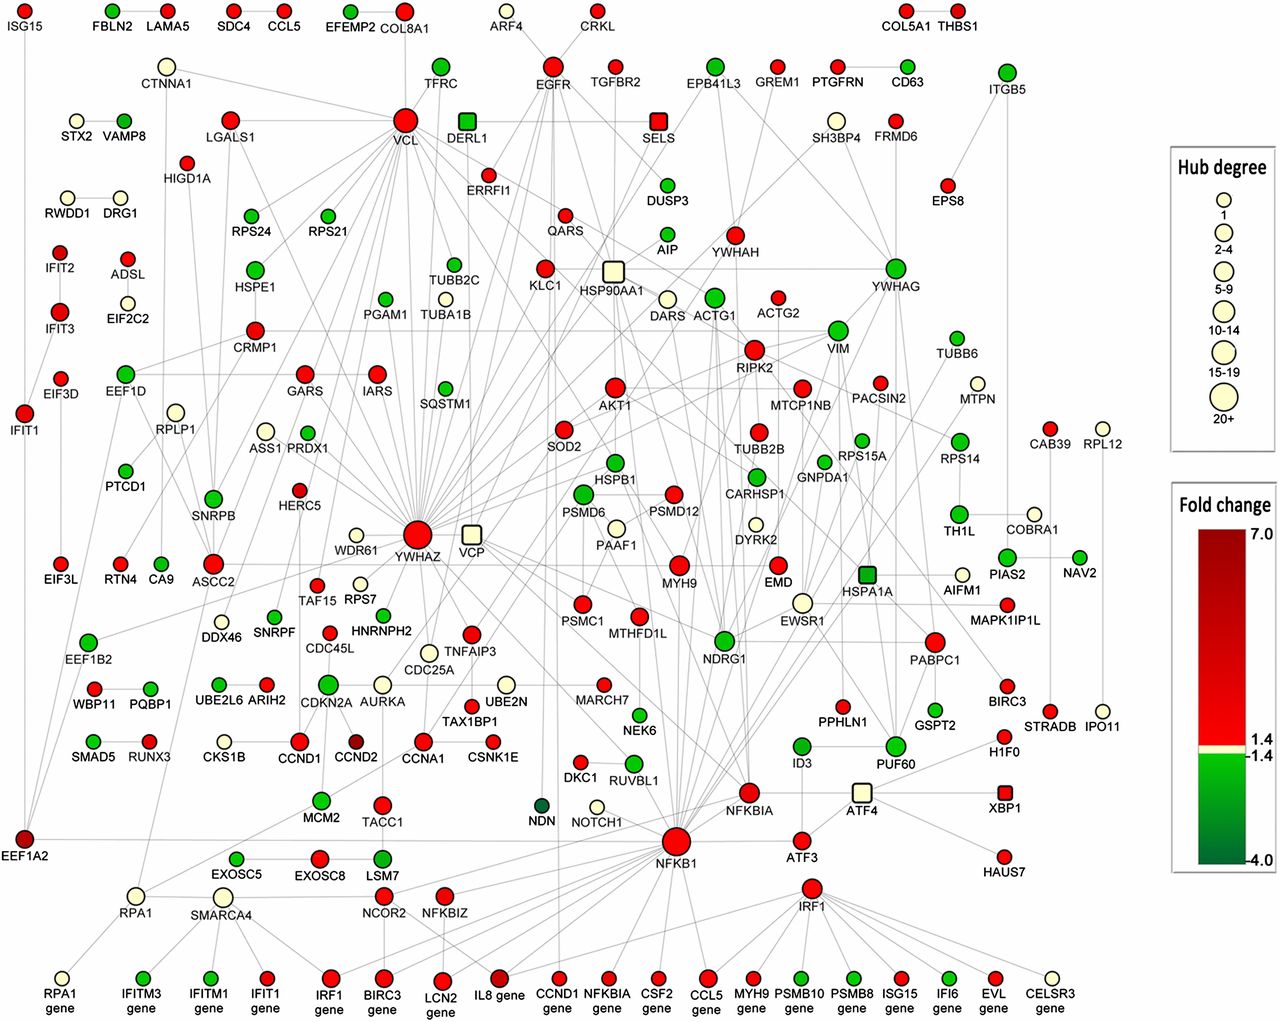 ISG15
FBLN2
LAMA5
SDC4
CCL5
EFEMP2
COL8A1
ARF4
CRKL
COL5A1
THBS1
CTNNA1
TFRC
EGFR
TGFBR2
EPB41L3
GREM1
PTGFRN
CD63
ITGB5
STX2
VAMP8
LGALS1
VCL
DERL1
SELS
SH3BP4
FRMD6
HIGD1A
ERRFI1
DUSP3
EPS8
RWDD1
DRG1
RPS24
RPS21
QARS
AIP
YWHAH
IFIT2
ADSL
HSPE1
TUBB2C
KLC1
HSP90AA1
YWHAG
IFIT3
EIF2C2
PGAM1
TUBA1B
DARS
ACTG1
ACTG2
CRMP1
VIM
TUBB6
RIPK2
EIF3D
EEF1D
GARS
IARS
SQSTM1
AKT1
MTCP1NB
PACSIN2
MTPN
IFIT1
RPLP1
ASS1
PRDX1
SOD2
TUBB2B
RPS15A
RPS14
CAB39
RPL12
PTCD1
HSPB1
GNPDA1
CARHSP1
SNRPB
HERC5
PSMD6
PSMD12
TH1L
COBRA1
WDR61
YWHAZ
VCP
PAAF1
DYRK2
EIF3L
RTN4
CA9
ASCC2
MYH9
EMD
HSPA1A
AIFM1
PIAS2
NAV2
TAF15
RPS7
PSMC1
MTHFD1L
EWSR1
MAPK1IP1L
DDX46
SNRPF
HNRNPH2
CDC45L
TNFAIP3
EEF1B2
CDC25A
NDRG1
PABPC1
WBP11
PQBP1
UBE2L6
ARIH2
CDKN2A
AURKA
UBE2N
MARCH7
BIRC3
TAX1BP1
NEK6
PPHLN1
GSPT2
STRADB
IPO11
SMAD5
RUNX3
CKS1B
CCND1
CCND2
CCNA1
CSNK1E
ID3
PUF60
H1F0
DKC1
RUVBL1
MCM2
TACC1
NDN
NOTCH1
NFKBIA
ATF4
XBP1
EEF1A2
NFKB1
ATF3
HAUS7
EXOSC5
EXOSC8
LSM7
RPA1
SMARCA4
NCOR2
NFKBIZ
IRF1
RPA1
gene
IFITM3
gene
IFITM1
gene
IFIT1
gene
IRF1
gene
BIRC3
gene
LCN2
gene
IL8 gene
CCND1
gene
NFKBIA
gene
CSF2
gene
CCL5
gene
MYH9
gene
PSMB10
gene
PSMB8
gene
ISG15
gene
IFI6
gene
EVL
gene
CELSR3
gene
Hub degree
1
2-4
5-9
10-14
15-19
20+
Fold change
7.0
1.4
-1.4
-4.0